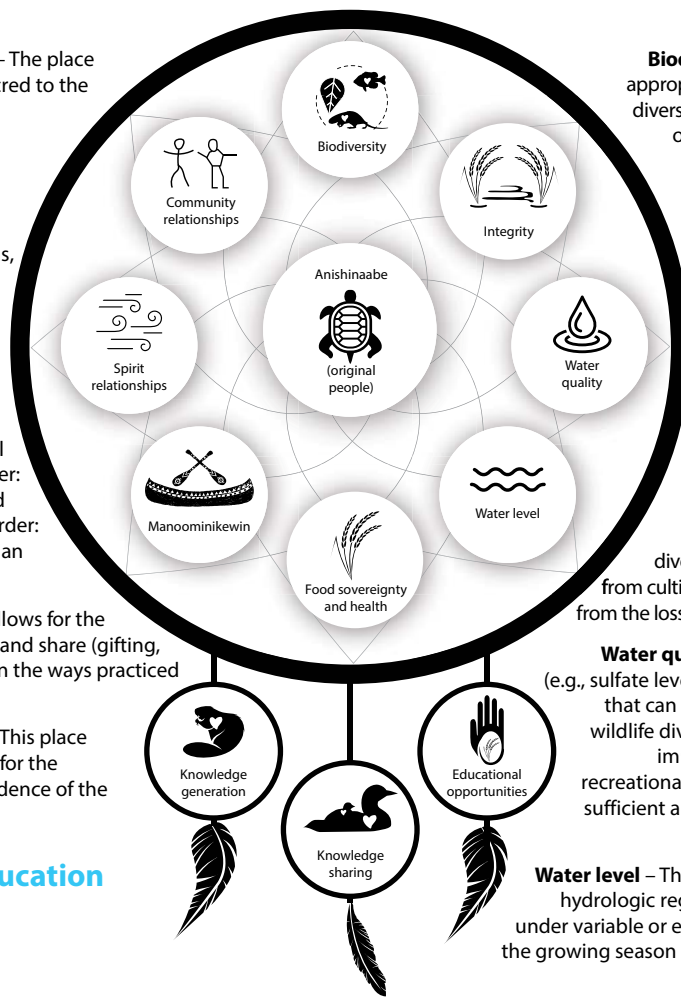 – The place
red to the
s,
l
er:
d
rder:
an
llows for the
and share (gifting,
n the ways practiced
This place
for the
dence of the
ucation
Biodiversity
Community
relationships
Integrity
Anishinaabe
(original
people)
Spirit
relationships
Water
quality
Manoominikewin
Water level
Food sovereignty
and health
Knowledge
generation
Knowledge
sharing
Educational
opportunities
Biod
approp
divers
o
dive
from culti
from the loss
Water qu
(e.g., sulfate leve
that can
wildlife div
im
recreationa
sufficient a
Water level – Th
hydrologic reg
under variable or e
the growing season